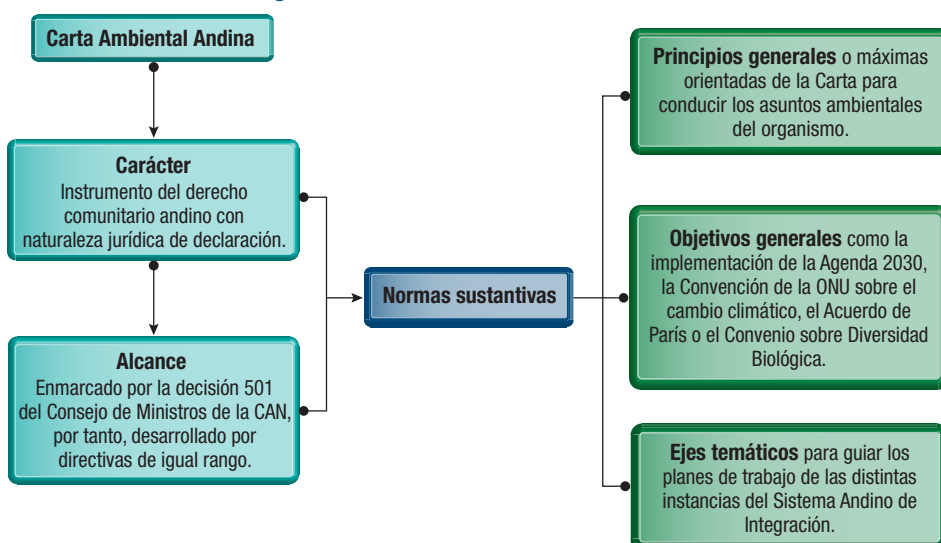 Carta Ambiental Andina
Carácter
Instrumento del derecho
comunitario andino con
naturaleza jurídica de declaración.
Alcance
Enmarcado por la decisión 501
del Consejo de Ministros de la CAN,
por tanto, desarrollado por
directivas de igual rango.
Normas sustantivas
Principios generales o máximas
orientadas de la Carta para
conducir los asuntos ambientales
del organismo.
Objetivos generales como la
implementación de la Agenda 2030,
la Convención de la ONU sobre el
cambio climático, el Acuerdo de
París o el Convenio sobre Diversidad
Biológica.
Ejes temáticos para guiar los
planes de trabajo de las distintas
instancias del Sistema Andino de
Integración.